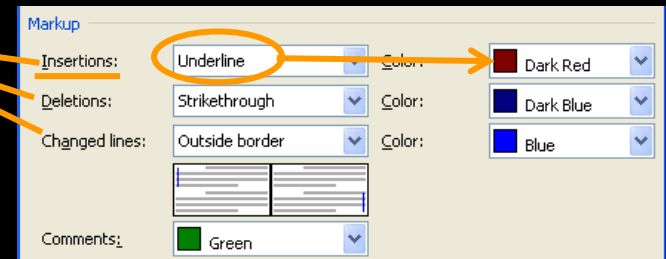 Markup
Insertions: Underline Color: Dark Red
Deletions: Strikethrough Color: Dark Blue
Changed lines: Outside border Color: Blue
Comments: Green